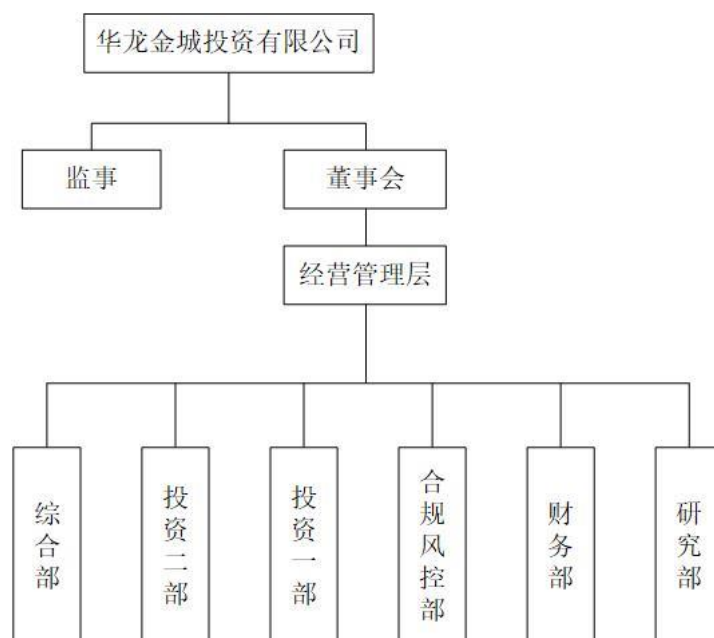 华龙金城投资有限公司
监事
董事会
经营管理层
综合部
投资二部
投资一部
合规风控部
财务部
研究部